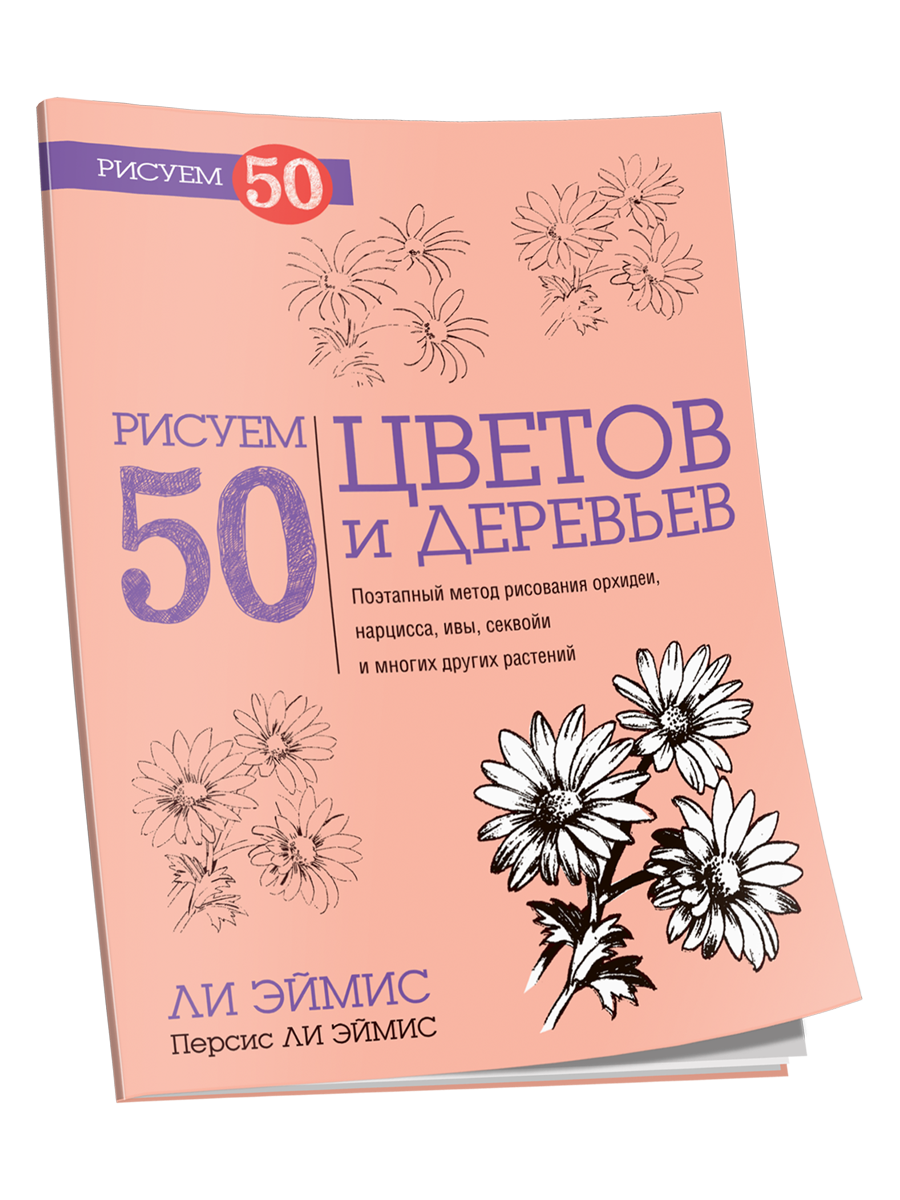 РИСУЕМ 50
РИСУЕМ
50
ЦВЕТОВ
И ДЕРЕВЬЕВ
Поэтапный метод рисования орхидеи,
нарцисса, ивы, секвойи
и многих других растений
ЛИ ЭЙМИС
Персис ЛИ ЭЙМИС